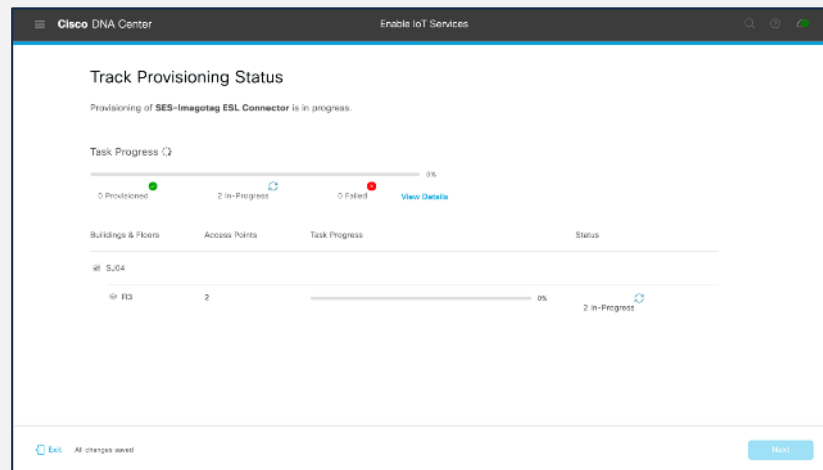 Cisco DNA Center
Enable IoT Services
Track Provisioning Status
Provisioning of SES-Imagotag ESL Connector is in progress.
Task Progress
0%
0 Provisioned 2 In-Progress 0 Failed View Details
Buildings & Floors Access Points Task Progress Status
SJ04
Fl3 2 0% 2 In-Progress
Exit All changes saved Next